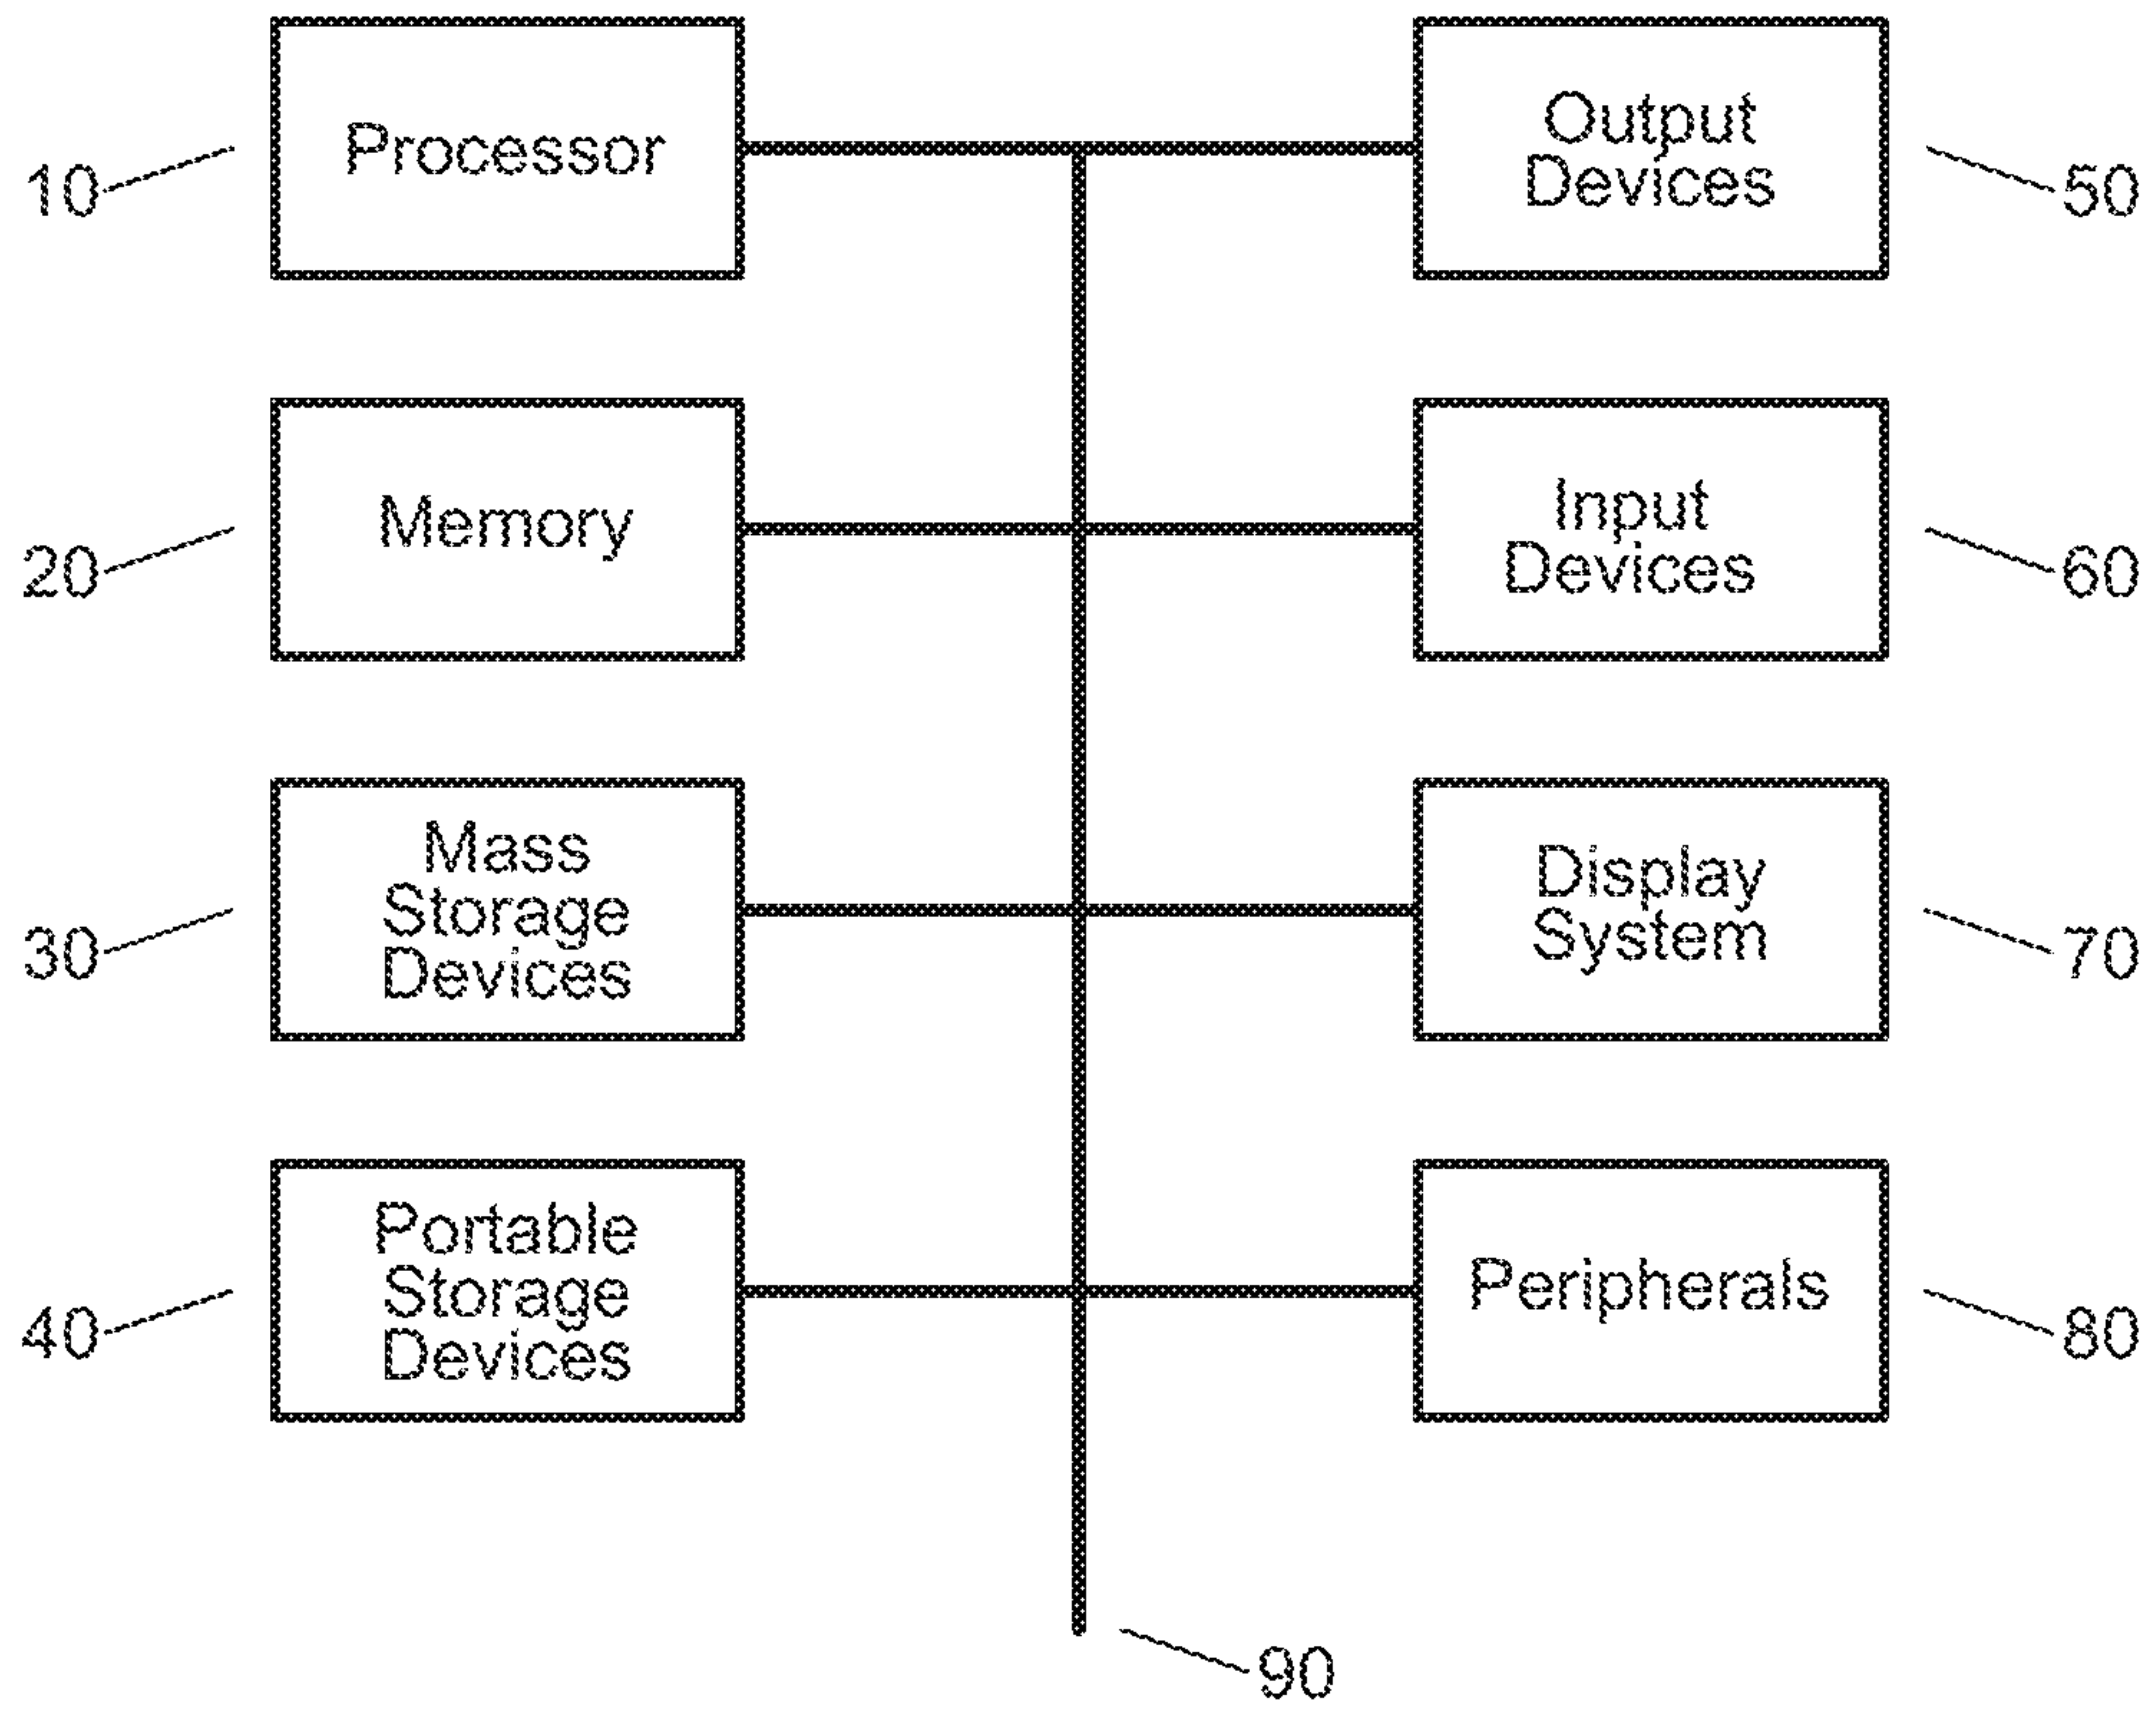 Processor
10
Output
Devices
50
Memory
20
Input
Devices
60
Mass
Storage
Devices
30
Display
System
70
Portable
Storage
Devices
40
Peripherals
80
90